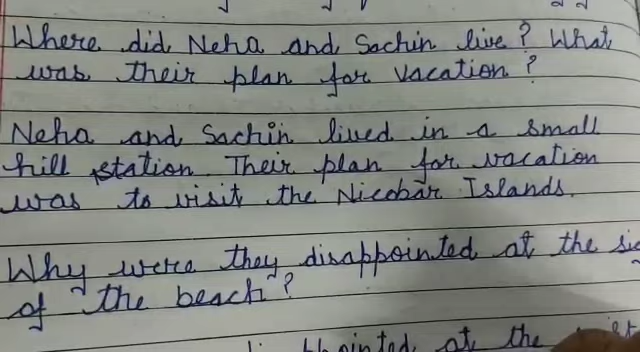 Where did Neha and Sachin live? What
was their plan for vacation?
Neha and Sachin lived in a small
hill station. Their plan for vacation
was to visit the Nicobar Islands.
Why were they disappointed at the
of the beach?
at the